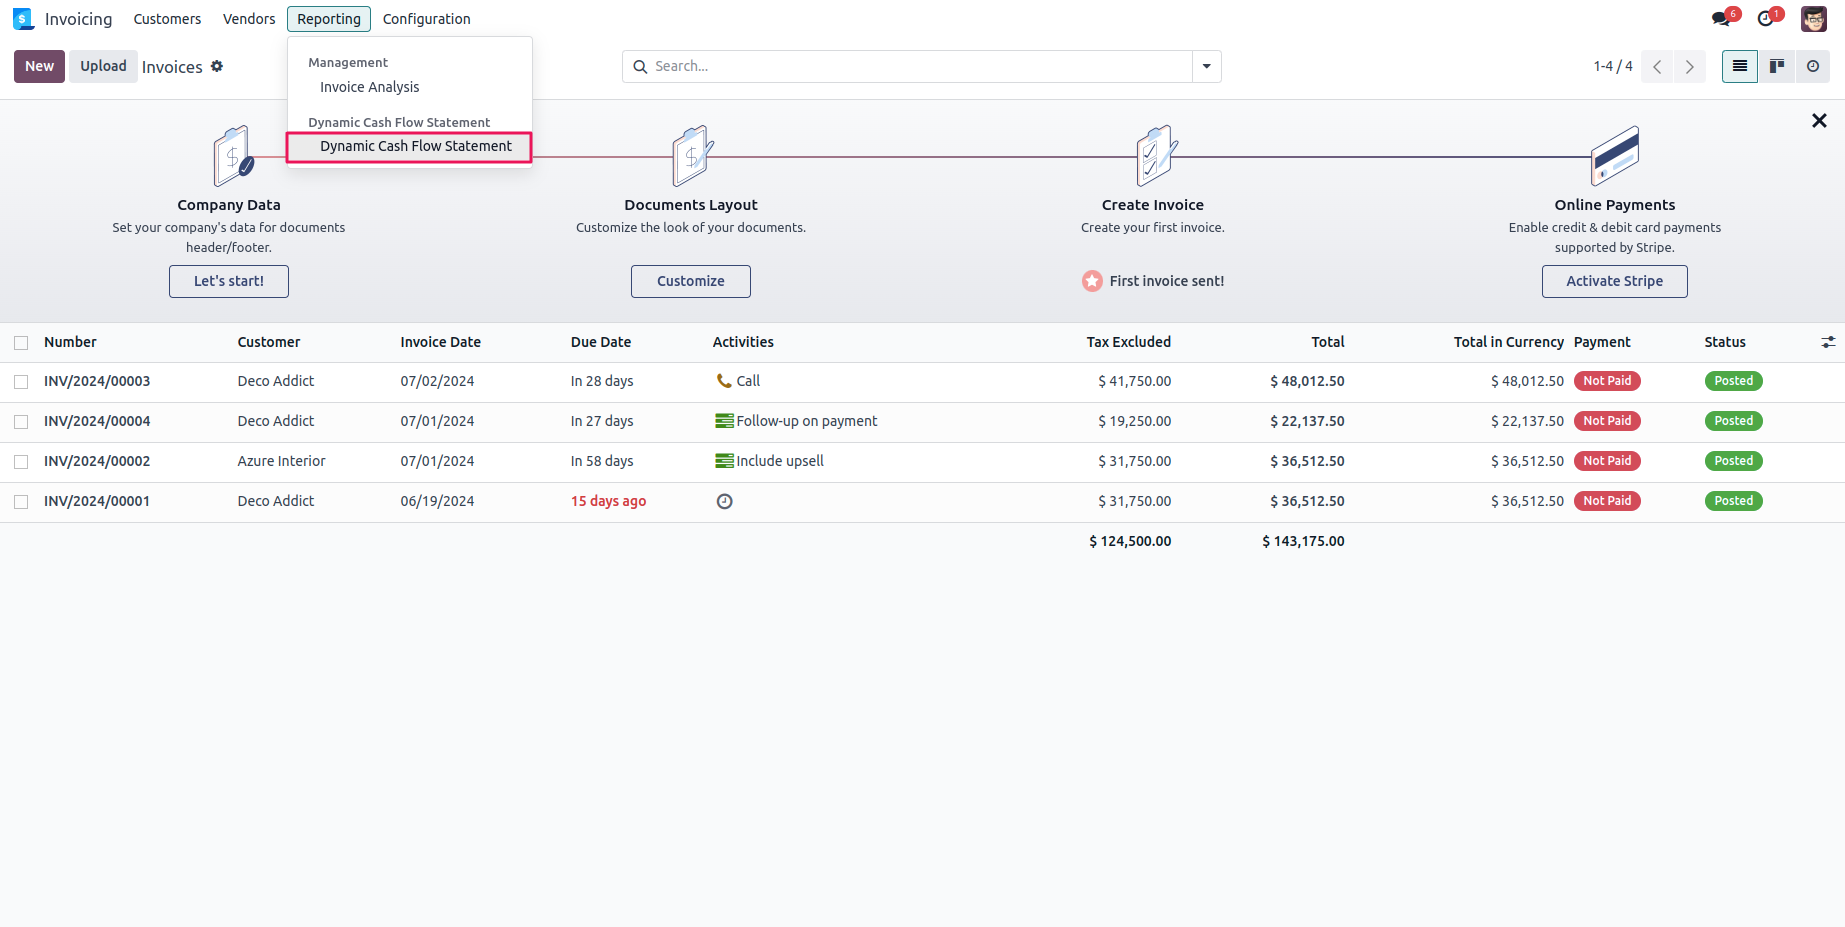 Invoicing Customers Vendors Reporting Configuration 6 1
New Upload Invoices Search... 1-4 / 4
Management
Invoice Analysis
Dynamic Cash Flow Statement
Dynamic Cash Flow Statement
Company Data
Set your company's data for documents
header/footer.
Let's start!
Documents Layout
Customize the look of your documents.
Customize
Create Invoice
Create your first invoice.
First invoice sent!
Online Payments
Enable credit & debit card payments
supported by Stripe.
Activate Stripe
Number Customer Invoice Date Due Date Activities Tax Excluded Total Total in Currency Payment Status
INV/2024/00003 Deco Addict 07/02/2024 In 28 days Call $ 41,750.00 $ 48,012.50 $ 48,012.50 Not Paid Posted
INV/2024/00004 Deco Addict 07/01/2024 In 27 days Follow-up on payment $ 19,250.00 $ 22,137.50 $ 22,137.50 Not Paid Posted
INV/2024/00002 Azure Interior 07/01/2024 In 58 days Include upsell $ 31,750.00 $ 36,512.50 $ 36,512.50 Not Paid Posted
INV/2024/00001 Deco Addict 06/19/2024 15 days ago $ 31,750.00 $ 36,512.50 $ 36,512.50 Not Paid Posted
$ 124,500.00 $ 143,175.00